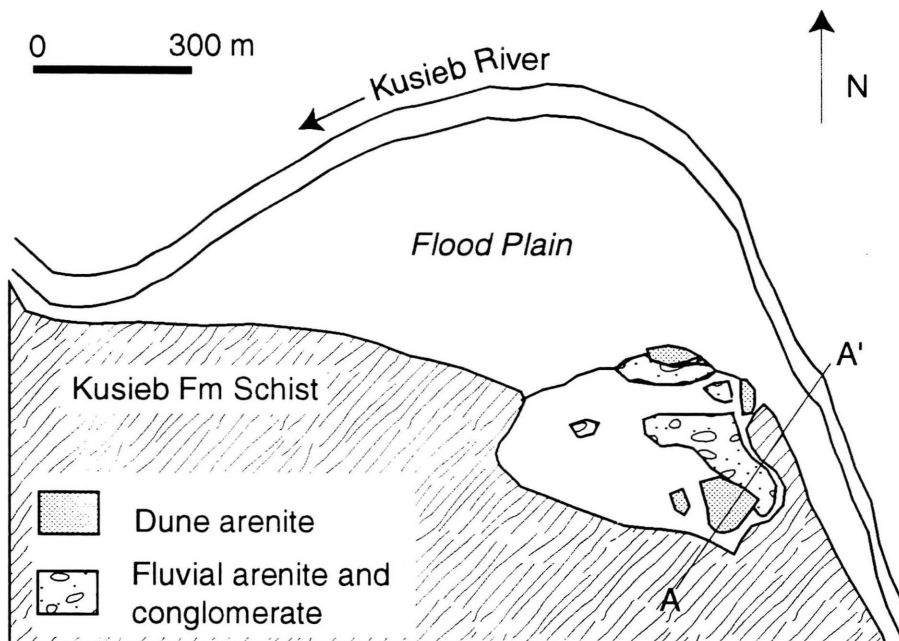 0 300 m
Kusieb River
N
Flood Plain
A'
Kusieb Fm Schist
Dune arenite
Fluvial arenite and
conglomerate
A